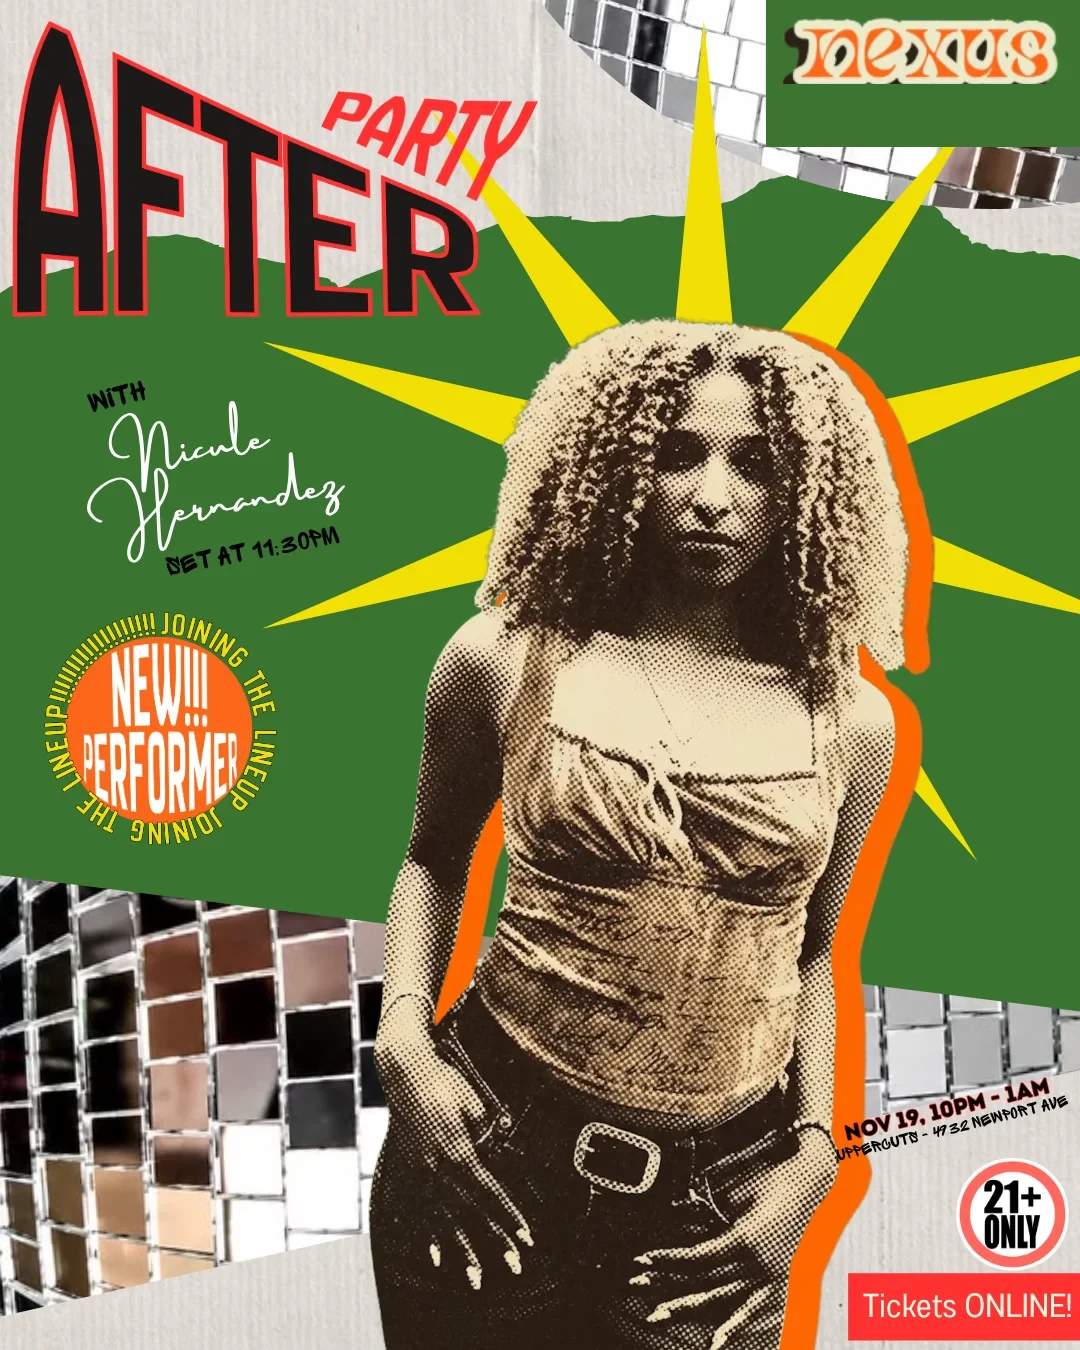 nexus
PARTY
AFTER
WITH
Nicule
Hernandez
SET AT 11:30PM
JOINING THE LINEUP JOINING THE LINEUP!!!!!!!!!!!!!!!!!!!!
NEW!!!
PERFORMER
NOV 19, 10PM - 1AM
UPPERCUTS - 4932 NEWPORT AVE
21+
ONLY
Tickets ONLINE!